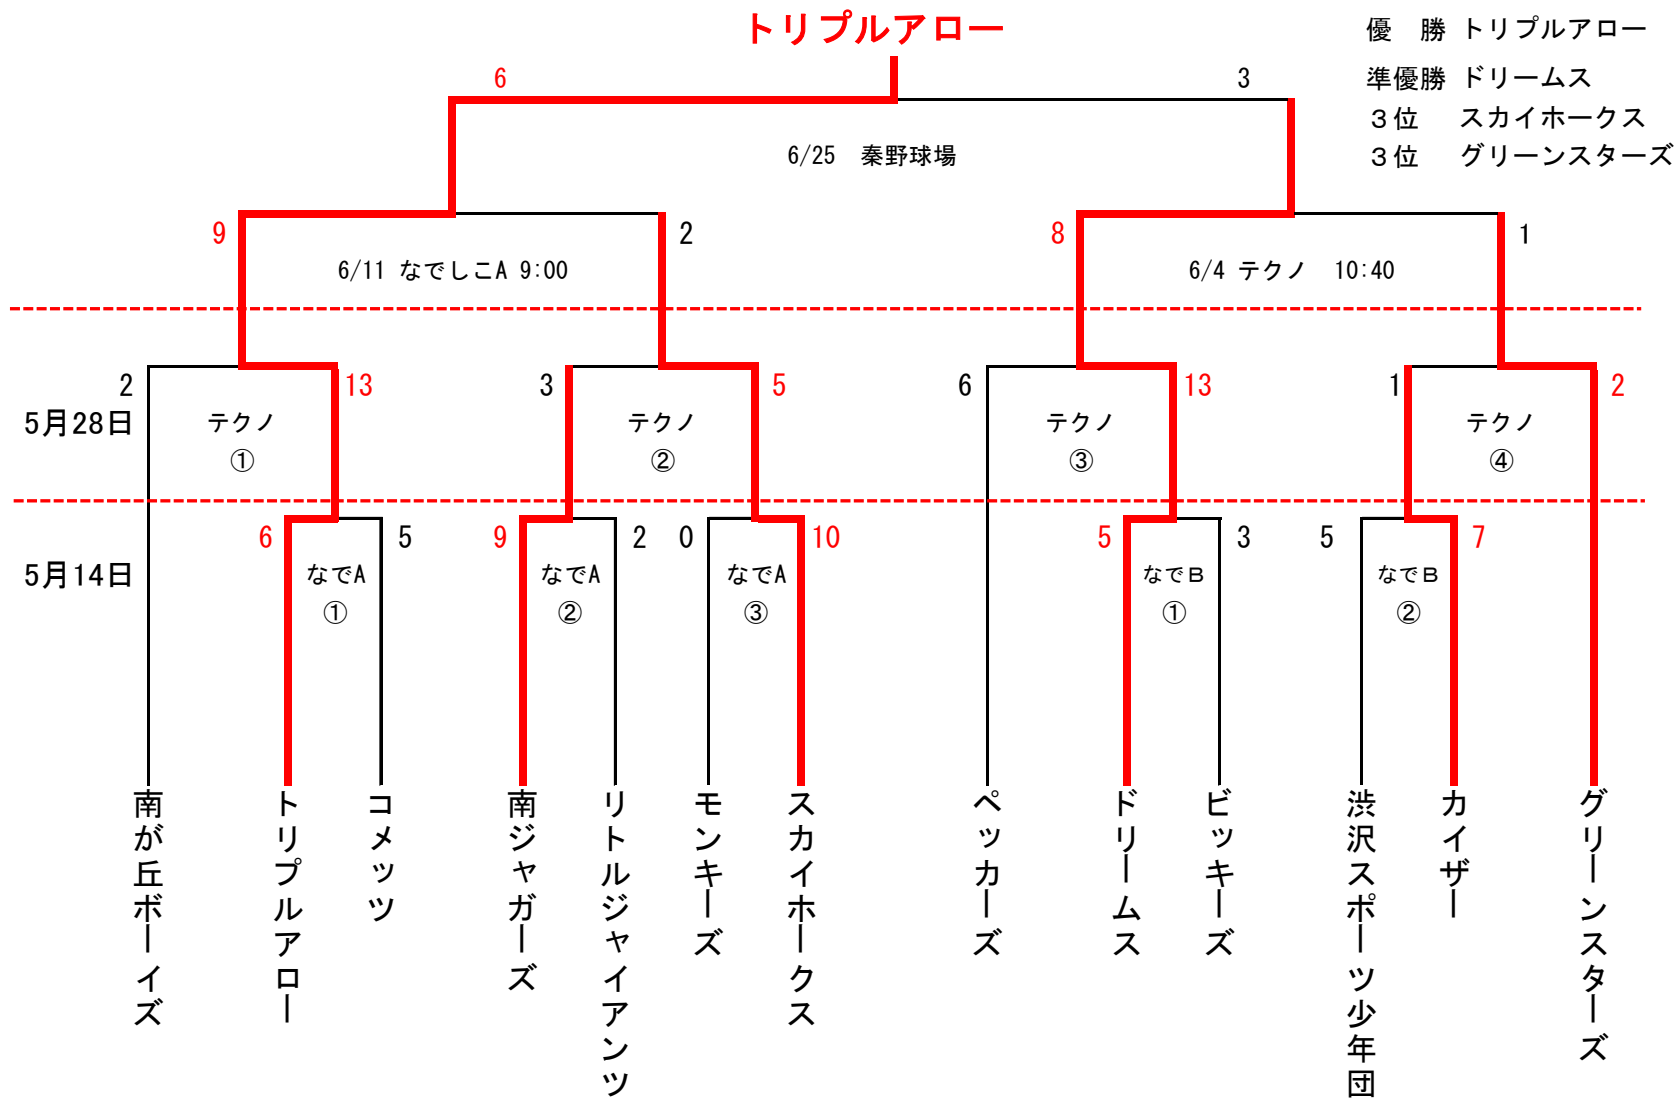 トリプルアロー
優　勝 トリプルアロー
準優勝 ドリームス
３位 スカイホークス
３位 グリーンスターズ
6 3
6/25 秦野球場
9 2 8 1
6/11 なでしこA 9:00
6/4 テクノ 10:40
2 13 3 5 6 13 1 2
5月28日
テクノ テクノ テクノ テクノ
① ② ③ ④
6 5 9 2 0 10 5 3 5 7
5月14日
なでA なでA なでA なでＢ なでＢ
① ② ③ ① ②
南が丘ボーイズ
トリプルアロー
コメッツ
南ジャガーズ
リトルジャイアンツ
モンキーズ
スカイホークス
ペッカーズ
ドリームス
ビッキーズ
渋沢スポーツ少年団
カイザー
グリーンスターズ